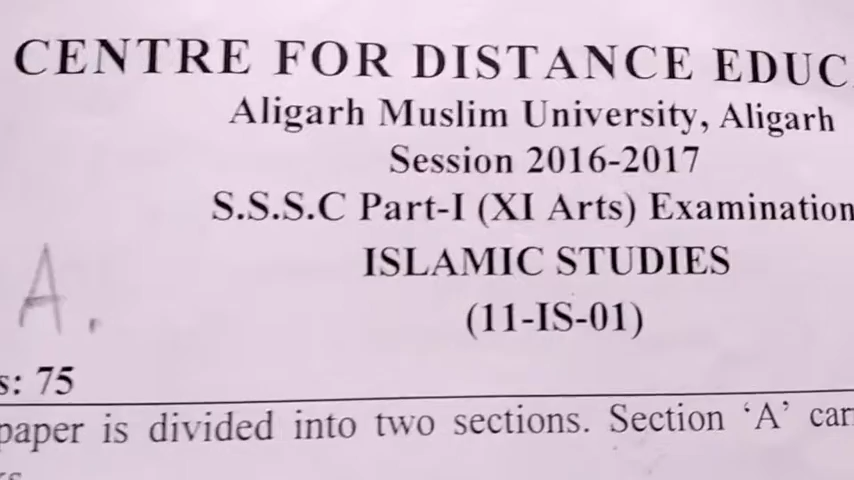 CENTRE FOR DISTANCE EDUC
Aligarh Muslim University, Aligarh
Session 2016-2017
S.S.S.C Part-I (XI Arts) Examination
ISLAMIC STUDIES
A.
(11-IS-01)
s: 75
paper is divided into two sections. Section ‘A’ car